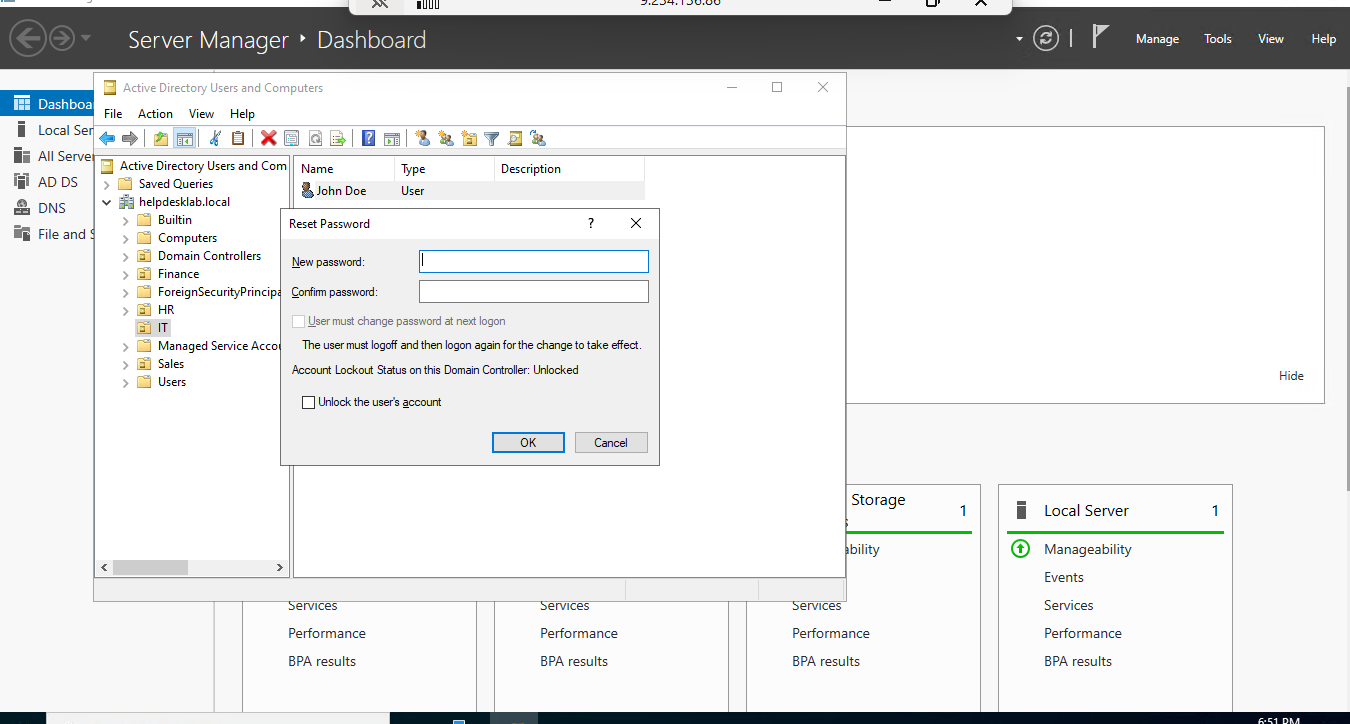 Server Manager ‣ Dashboard
Manage Tools View Help
Dashboa
Local Ser
All Server
AD DS
DNS
File and S
Active Directory Users and Computers
File Action View Help
Active Directory Users and Com
Saved Queries
helpdesklab.local
Builtin
Computers
Domain Controllers
Finance
ForeignSecurityPrincipa
HR
IT
Managed Service Accou
Sales
Users
Name Type Description
John Doe User
Reset Password
?
New password:
Confirm password:
User must change password at next logon
The user must logoff and then logon again for the change to take effect.
Account Lockout Status on this Domain Controller: Unlocked
Unlock the user's account
OK Cancel
Hide
Services
Performance
BPA results
Services
Performance
BPA results
Storage 1
s
ability
Services
Performance
BPA results
Local Server 1
Manageability
Events
Services
Performance
BPA results
6:51 PM